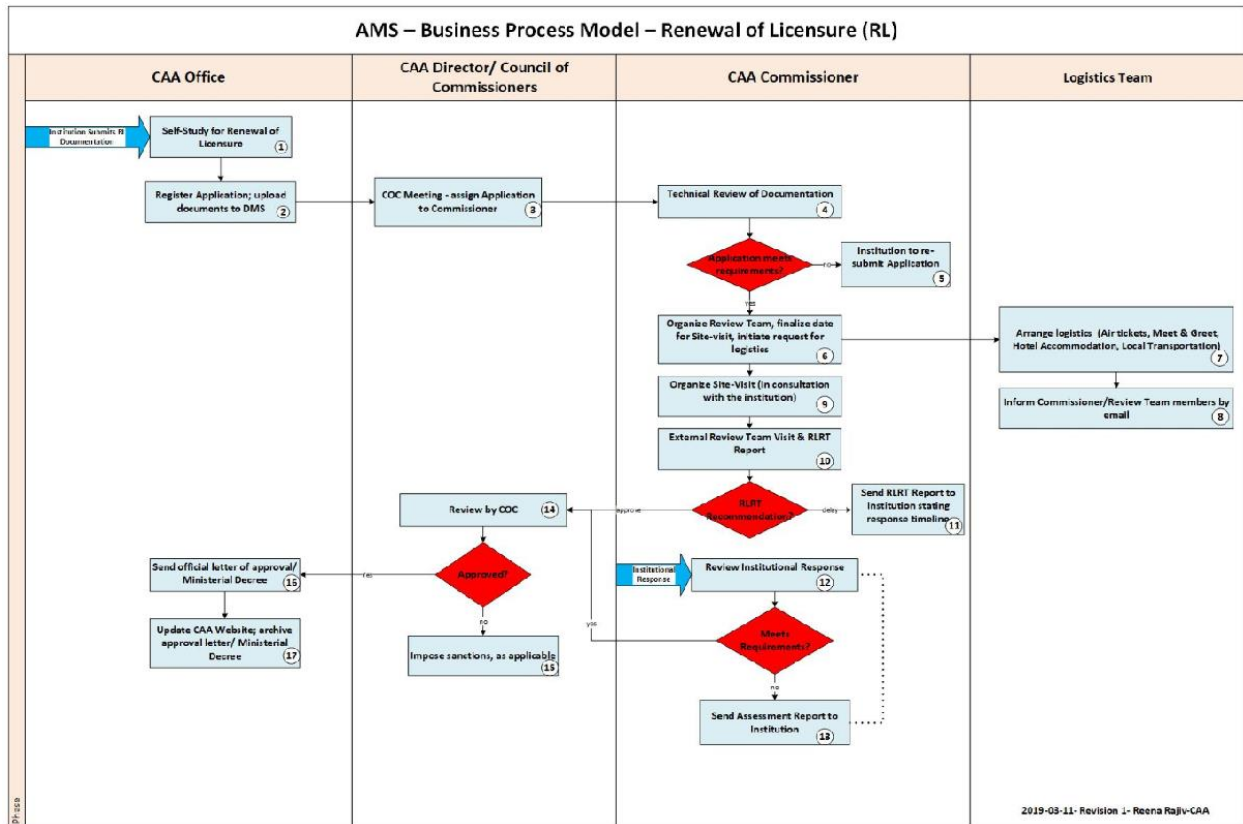 AMS – Business Process Model – Renewal of Licensure (RL)
CAA Office
CAA Director/ Council of
Commissioners
CAA Commissioner
Logistics Team
Institution Submits RL
Documentation
Self-Study for Renewal of
Licensure
1
Register Application; upload
documents to DMS
2
COC Meeting - assign Application
to Commissioner
3
Technical Review of Documentation
4
Application meets
requirements?
no
Institution to re-
submit Application
5
yes
Organize Review Team, finalize date
for Site-visit, initiate request for
logistics
6
Arrange logistics (Air tickets, Meet & Greet,
Hotel Accommodation, Local Transportation)
7
Inform Commissioner/Review Team members by
email
8
Organize Site-Visit (in consultation
with the institution)
9
External Review Team Visit & RLRT
Report
10
RLRT
Recommendation?
approve
delay
Send RLRT Report to
Institution stating
response timeline
11
Review by COC
14
Institutional
Response
Review Institutional Response
12
Approved?
Yes
Send official letter of approval/
Ministerial Decree
16
Update CAA Website; archive
approval letter/ Ministerial
Decree
17
no
Impose sanctions, as applicable
15
yes
Meets
Requirements?
no
Send Assessment Report to
Institution
13
Phase
2019-03-11- Revision 1- Reena Rajiv-CAA